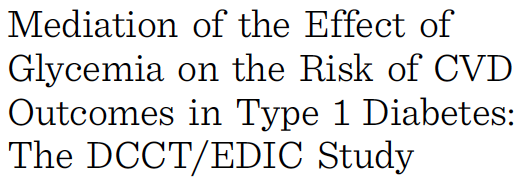 Mediation of the Effect of
Glycemia on the Risk of CVD
Outcomes in Type 1 Diabetes:
The DCCT/EDIC Study